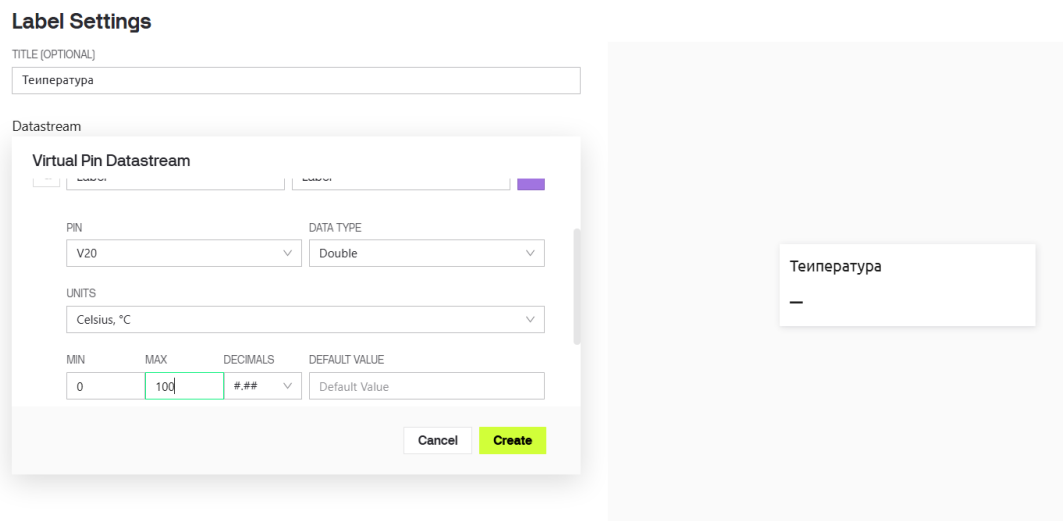 Label Settings
TITLE (OPTIONAL)
Теипература
Datastream
Virtual Pin Datastream
PIN
DATA TYPE
V20
Double
UNITS
Celsius, °C
MIN
MAX
DECIMALS
DEFAULT VALUE
0
100
#.##
Default Value
Cancel
Create
Теипература
–